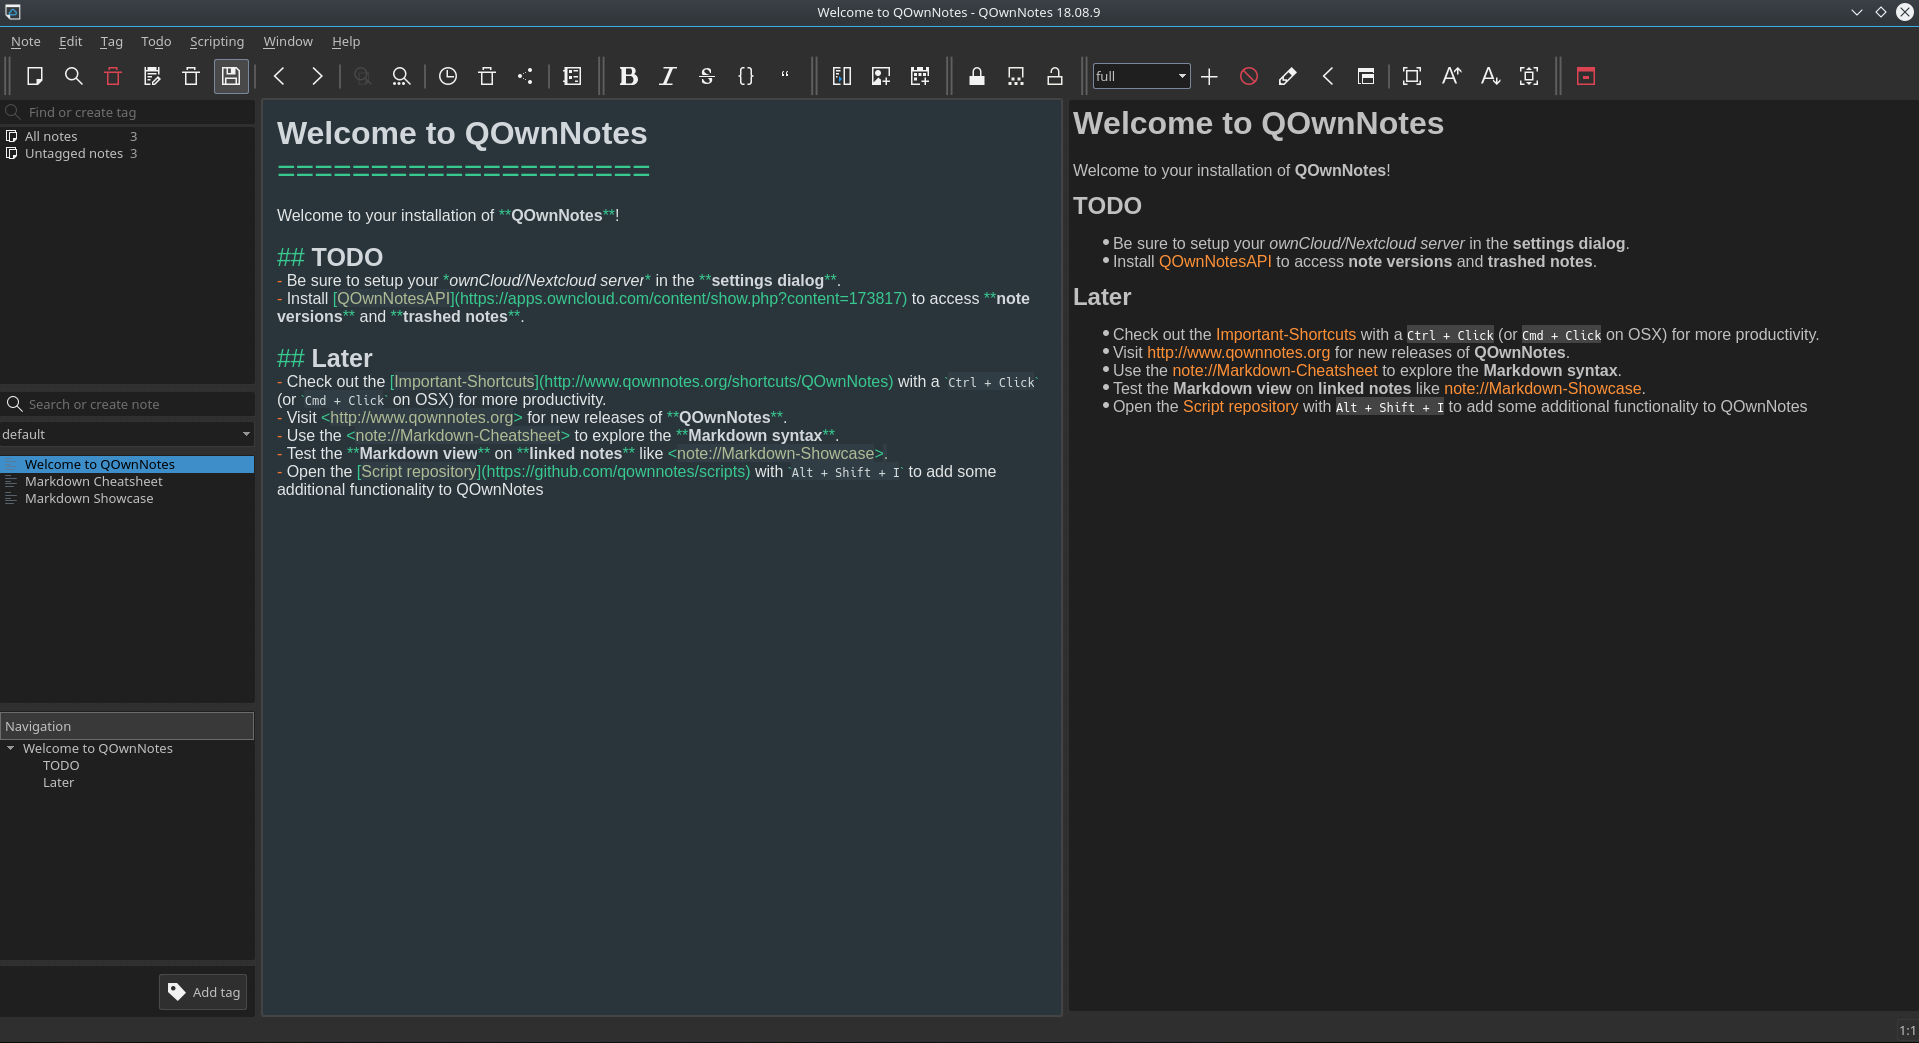 Welcome to QOwnNotes - QOwnNotes 18.08.9
Note Edit Tag Todo Scripting Window Help
B I S {} “ full
Find or create tag
All notes 3
Untagged notes 3
Search or create note
default
Welcome to QOwnNotes
Markdown Cheatsheet
Markdown Showcase
Navigation
Welcome to QOwnNotes
TODO
Later
Add tag
Welcome to QOwnNotes
====================
Welcome to your installation of **QOwnNotes**!
## TODO
- Be sure to setup your *ownCloud/Nextcloud server* in the **settings dialog**.
- Install [QOwnNotesAPI](https://apps.owncloud.com/content/show.php?content=173817) to access **note
versions** and **trashed notes**.
## Later
- Check out the [Important-Shortcuts](http://www.qownnotes.org/shortcuts/QOwnNotes) with a `Ctrl + Click`
(or `Cmd + Click` on OSX) for more productivity.
- Visit <http://www.qownnotes.org> for new releases of **QOwnNotes**.
- Use the <note://Markdown-Cheatsheet> to explore the **Markdown syntax**.
- Test the **Markdown view** on **linked notes** like <note://Markdown-Showcase>.
- Open the [Script repository](https://github.com/qownnotes/scripts) with `Alt + Shift + I` to add some
additional functionality to QOwnNotes
Welcome to QOwnNotes
Welcome to your installation of QOwnNotes!
TODO
• Be sure to setup your ownCloud/Nextcloud server in the settings dialog.
• Install QOwnNotesAPI to access note versions and trashed notes.
Later
• Check out the Important-Shortcuts with a Ctrl + Click (or Cmd + Click on OSX) for more productivity.
• Visit http://www.qownnotes.org for new releases of QOwnNotes.
• Use the note://Markdown-Cheatsheet to explore the Markdown syntax.
• Test the Markdown view on linked notes like note://Markdown-Showcase.
• Open the Script repository with Alt + Shift + I to add some additional functionality to QOwnNotes
1:1